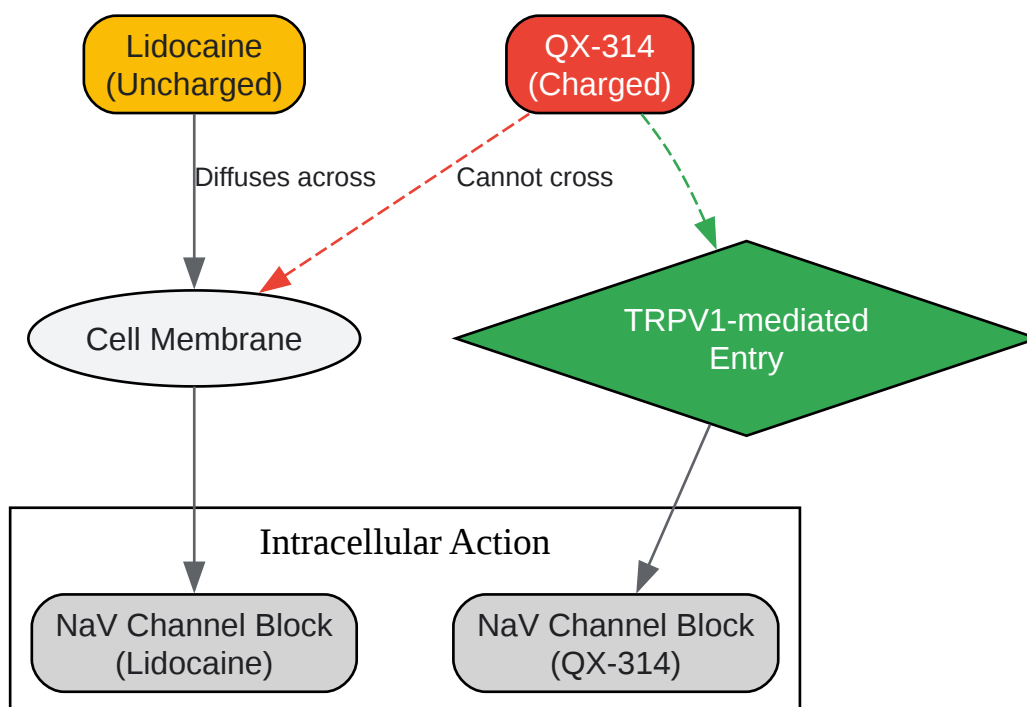 Lidocaine
(Uncharged)
QX-314
(Charged)
Diffuses across
Cannot cross
Cell Membrane
TRPV1-mediated
Entry
Intracellular Action
NaV Channel Block
(Lidocaine)
NaV Channel Block
(QX-314)